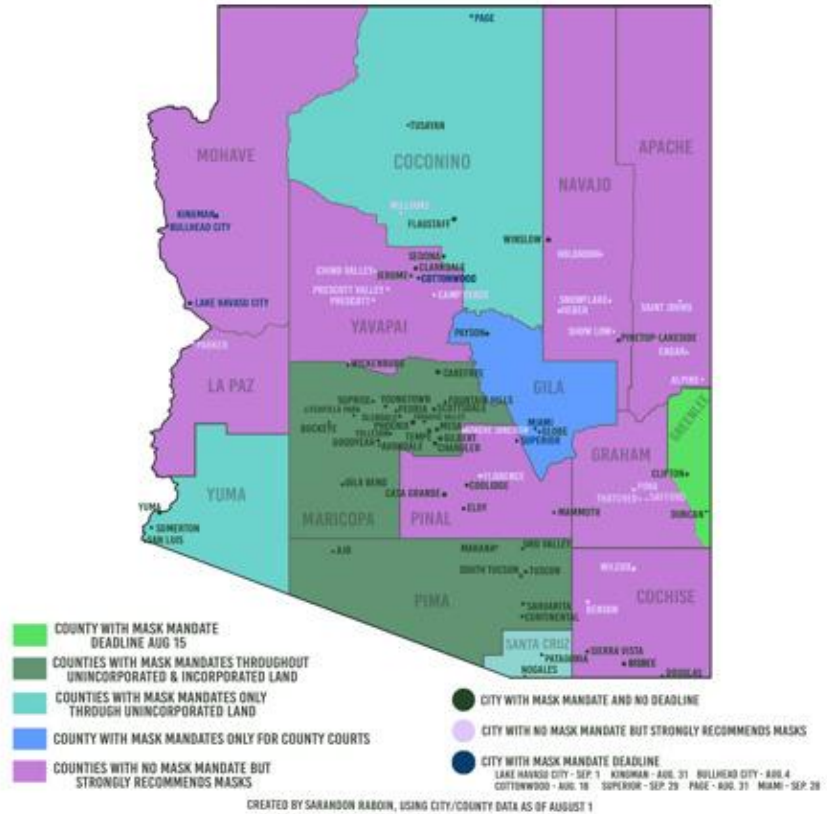 PAGE
TUSAYAN
MOHAVE
COCONINO
NAVAJO
APACHE
WILLIAMS
KINGMAN
BULLHEAD CITY
FLAGSTAFF
WINSLOW
HOLBROOK
SEDONA
CLARKDALE
JEROME
COTTONWOOD
CHINO VALLEY
PRESCOTT VALLEY
PRESCOTT
CAMP VERDE
LAKE HAVASU CITY
SNOWFLAKE
HEBER
SAINT JOHNS
YAVAPAI
PAYSON
SHOW LOW
PINETOP-LAKESIDE
PARKER
EAGAR
WICKENBURG
CAREFREE
ALPINE
LA PAZ
GILA
SUPRISE
YOUNGTOWN
FOUNTAIN HILLS
LITCHFIELD PARK
PEORIA
SCOTTSDALE
GLENDALE
PARADISE VALLEY
BUCKEYE
PHOENIX
MESA
APACHE JUNCTION
MIAMI
GLOBE
TOLLESON
TEMPE
GILBERT
SUPERIOR
GOODYEAR
AVONDALE
CHANDLER
GREENLEE
GRAHAM
YUMA
GILA BEND
FLORENCE
CLIFTON
CASA GRANDE
COOLIDGE
PIMA
THATCHER
SAFFORD
YUMA
MARICOPA
PINAL
ELOY
MAMMOTH
DUNCAN
SOMERTON
SAN LUIS
AJO
MARANA
ORO VALLEY
SOUTH TUCSON
TUSCON
WILCOX
PIMA
COCHISE
SAHUARITA
CONTINENTAL
BENSON
SANTA CRUZ
SIERRA VISTA
PATAGONIA
BISBEE
NOGALES
DOUGLAS
COUNTY WITH MASK MANDATE
DEADLINE AUG 15
COUNTIES WITH MASK MANDATES THROUGHOUT
UNINCORPORATED & INCORPORATED LAND
COUNTIES WITH MASK MANDATES ONLY
THROUGH UNINCORPORATED LAND
COUNTY WITH MASK MANDATES ONLY FOR COUNTY COURTS
COUNTIES WITH NO MASK MANDATE BUT
STRONGLY RECOMMENDS MASKS
CITY WITH MASK MANDATE AND NO DEADLINE
CITY WITH NO MASK MANDATE BUT STRONGLY RECOMMENDS MASKS
CITY WITH MASK MANDATE DEADLINE
LAKE HAVASU CITY - SEP. 1 KINGMAN - AUG. 31 BULLHEAD CITY - AUG.4
COTTONWOOD - AUG. 18 SUPERIOR - SEP. 29 PAGE - AUG. 31 MIAMI - SEP. 28
CREATED BY SARANDON RABOIN, USING CITY/COUNTY DATA AS OF AUGUST 1